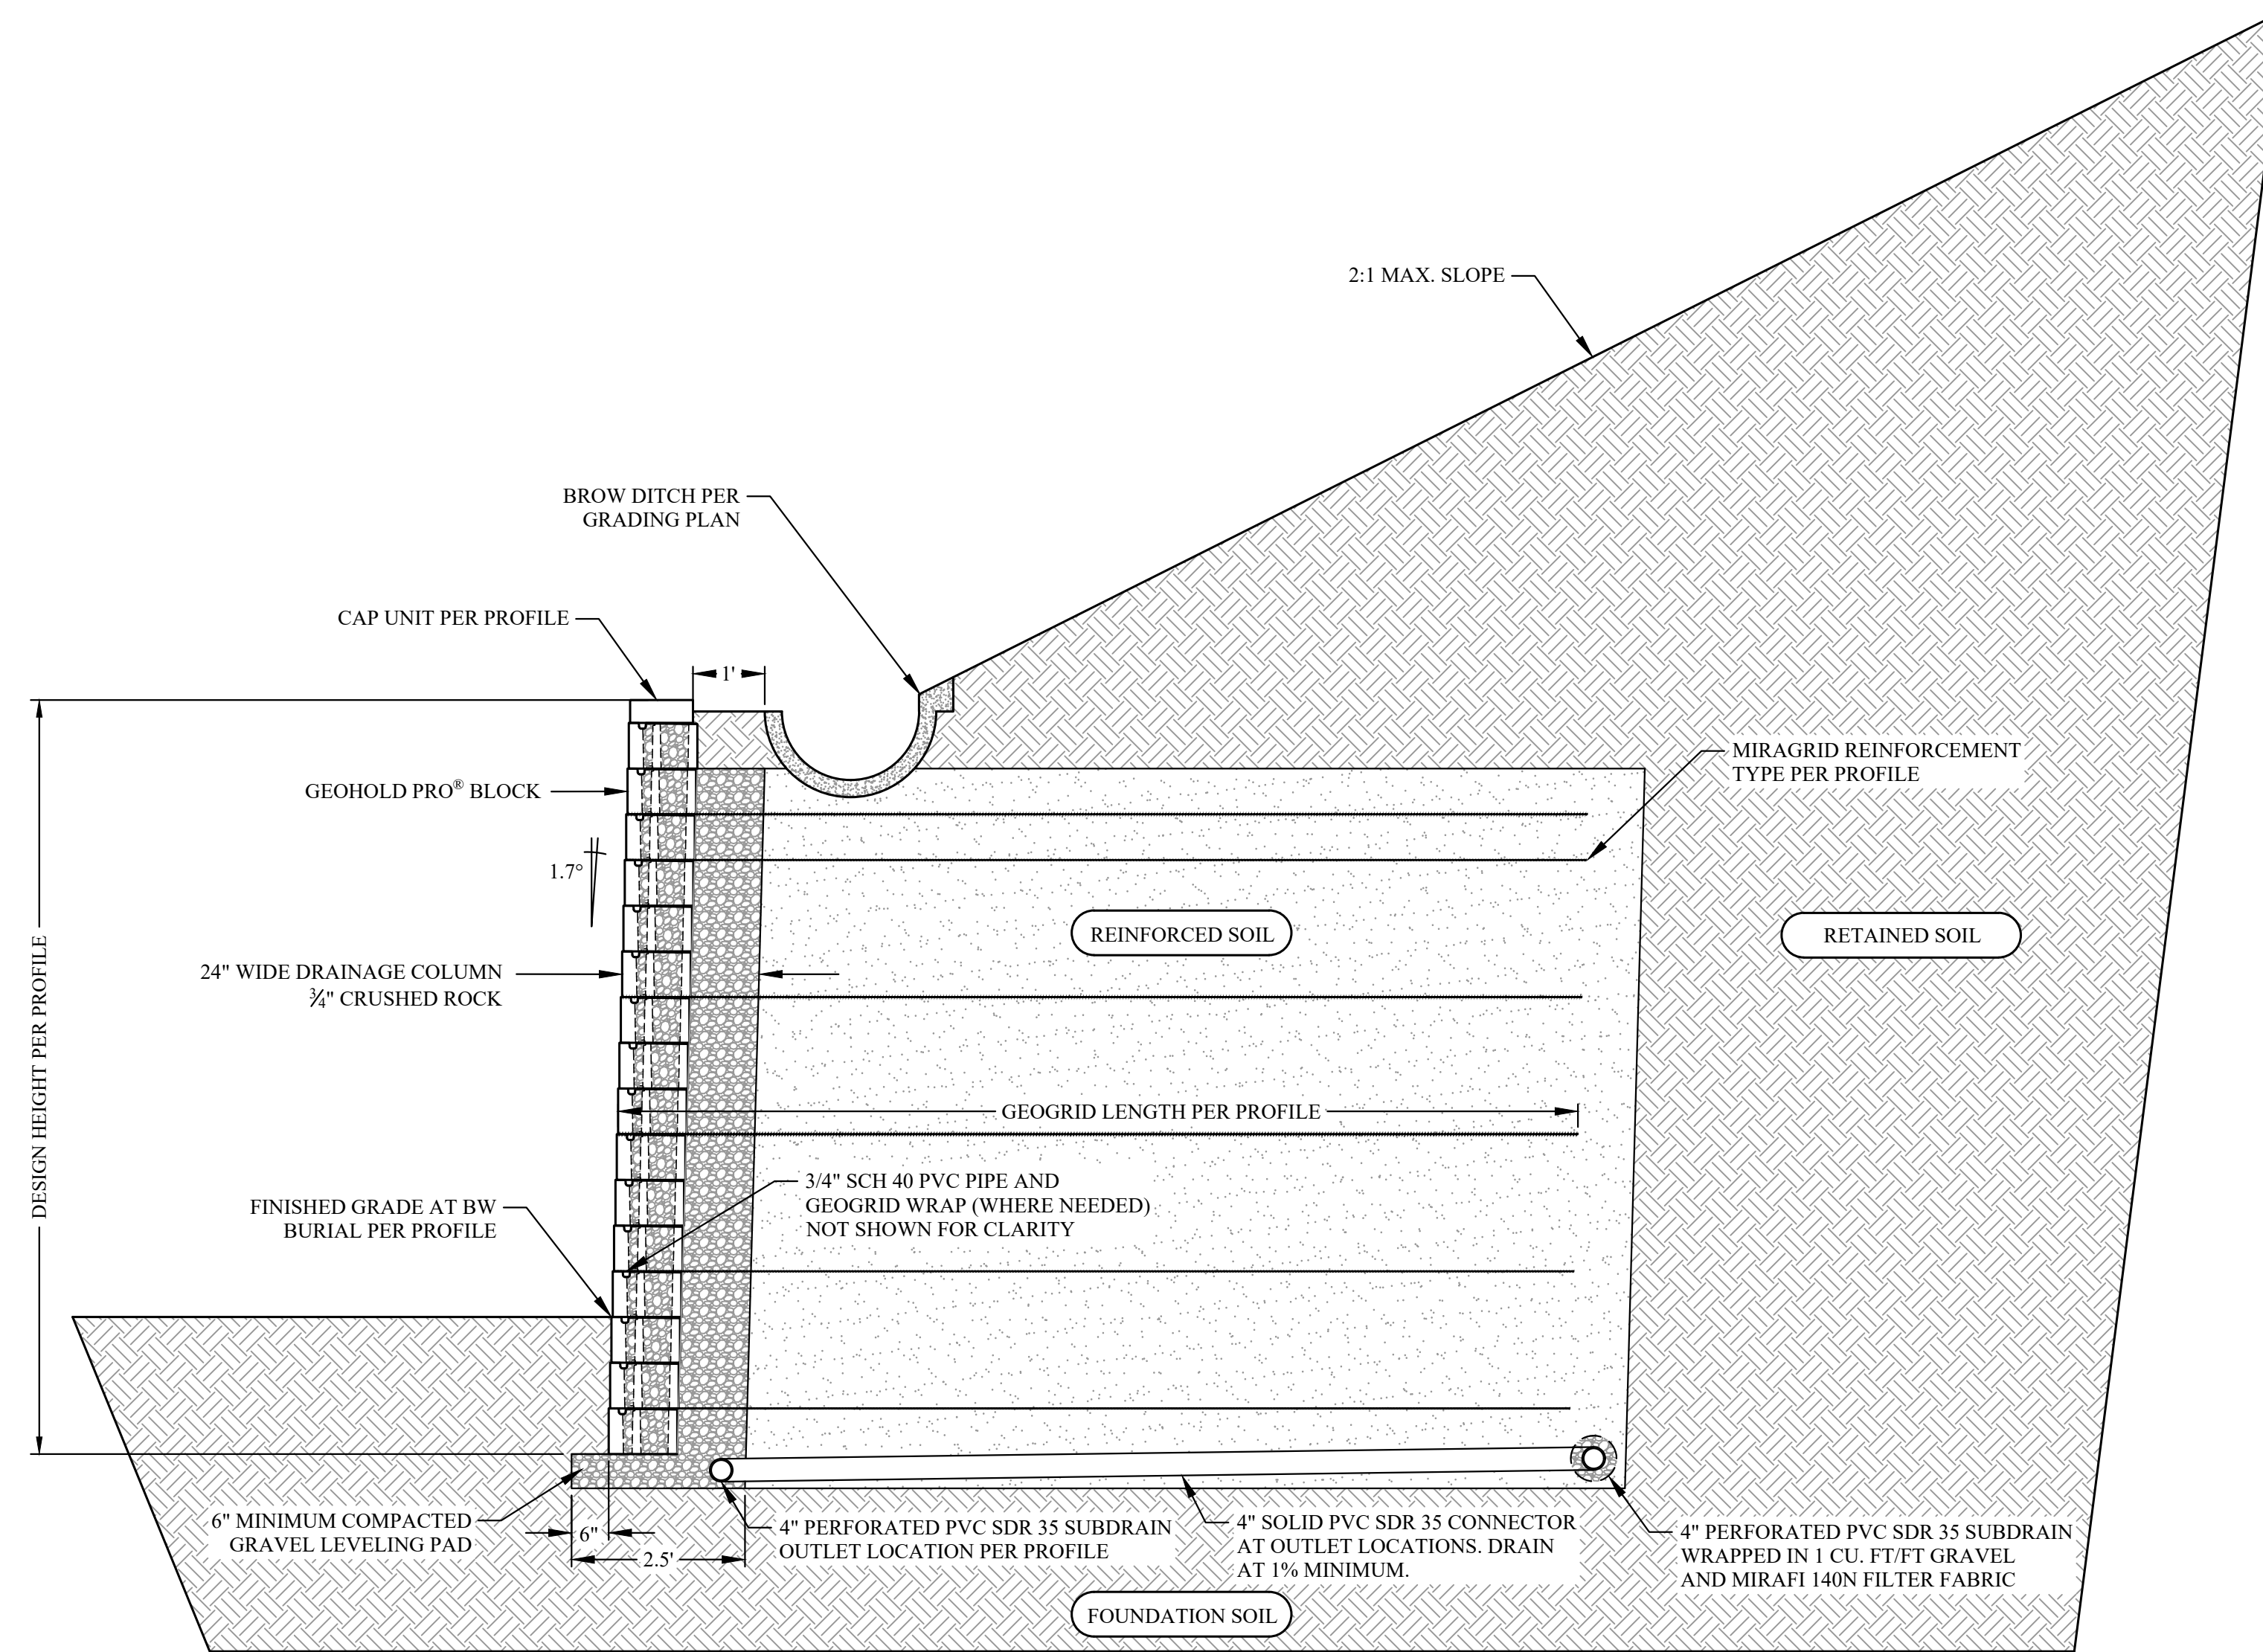 2:1 MAX. SLOPE
BROW DITCH PER
GRADING PLAN
CAP UNIT PER PROFILE
1'
MIRAGRID REINFORCEMENT
TYPE PER PROFILE
GEOHOLD PRO® BLOCK
1.7°
REINFORCED SOIL
RETAINED SOIL
24" WIDE DRAINAGE COLUMN
¾" CRUSHED ROCK
DESIGN HEIGHT PER PROFILE
GEOGRID LENGTH PER PROFILE
3/4" SCH 40 PVC PIPE AND
GEOGRID WRAP (WHERE NEEDED)
NOT SHOWN FOR CLARITY
FINISHED GRADE AT BW
BURIAL PER PROFILE
6" MINIMUM COMPACTED
GRAVEL LEVELING PAD
6"
2.5'
4" PERFORATED PVC SDR 35 SUBDRAIN
OUTLET LOCATION PER PROFILE
4" SOLID PVC SDR 35 CONNECTOR
AT OUTLET LOCATIONS. DRAIN
AT 1% MINIMUM.
4" PERFORATED PVC SDR 35 SUBDRAIN
WRAPPED IN 1 CU. FT/FT GRAVEL
AND MIRAFI 140N FILTER FABRIC
FOUNDATION SOIL